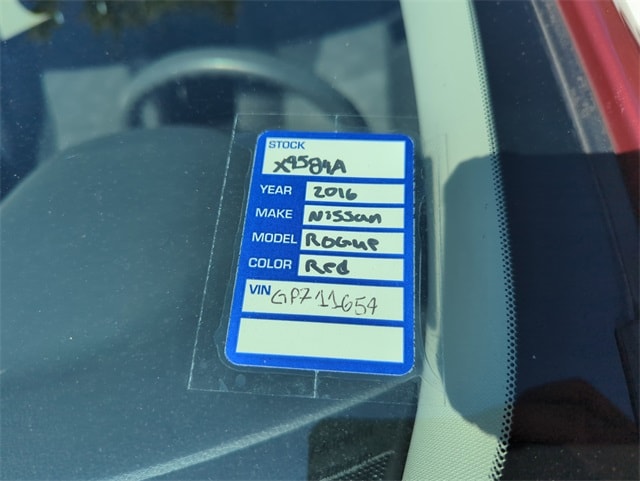 STOCK
X9584A
YEAR 2016
MAKE Nissan
MODEL Rogue
COLOR Red
VIN GP711654